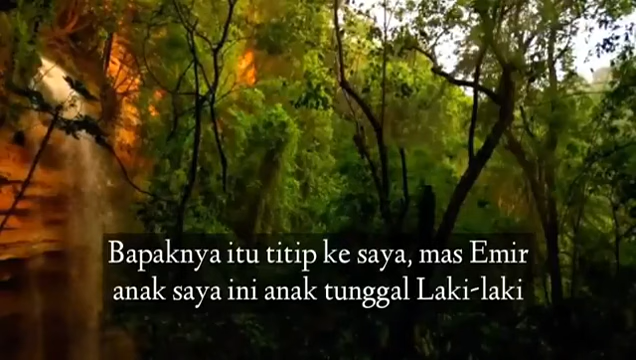 Bapaknya itu titip ke saya, mas Emir
anak saya ini anak tunggal Laki-laki